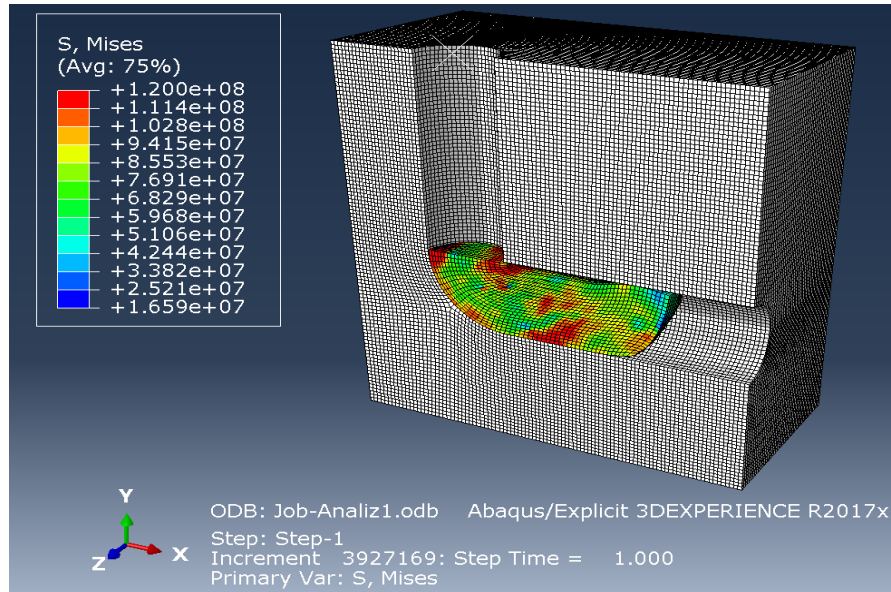 S, Mises
(Avg: 75%)
+1.200e+08
+1.114e+08
+1.028e+08
+9.415e+07
+8.553e+07
+7.691e+07
+6.829e+07
+5.968e+07
+5.106e+07
+4.244e+07
+3.382e+07
+2.521e+07
+1.659e+07
Y
Z X
ODB: Job-Analiz1.odb Abaqus/Explicit 3DEXPERIENCE R2017x
Step: Step-1
Increment 3927169: Step Time = 1.000
Primary Var: S, Mises